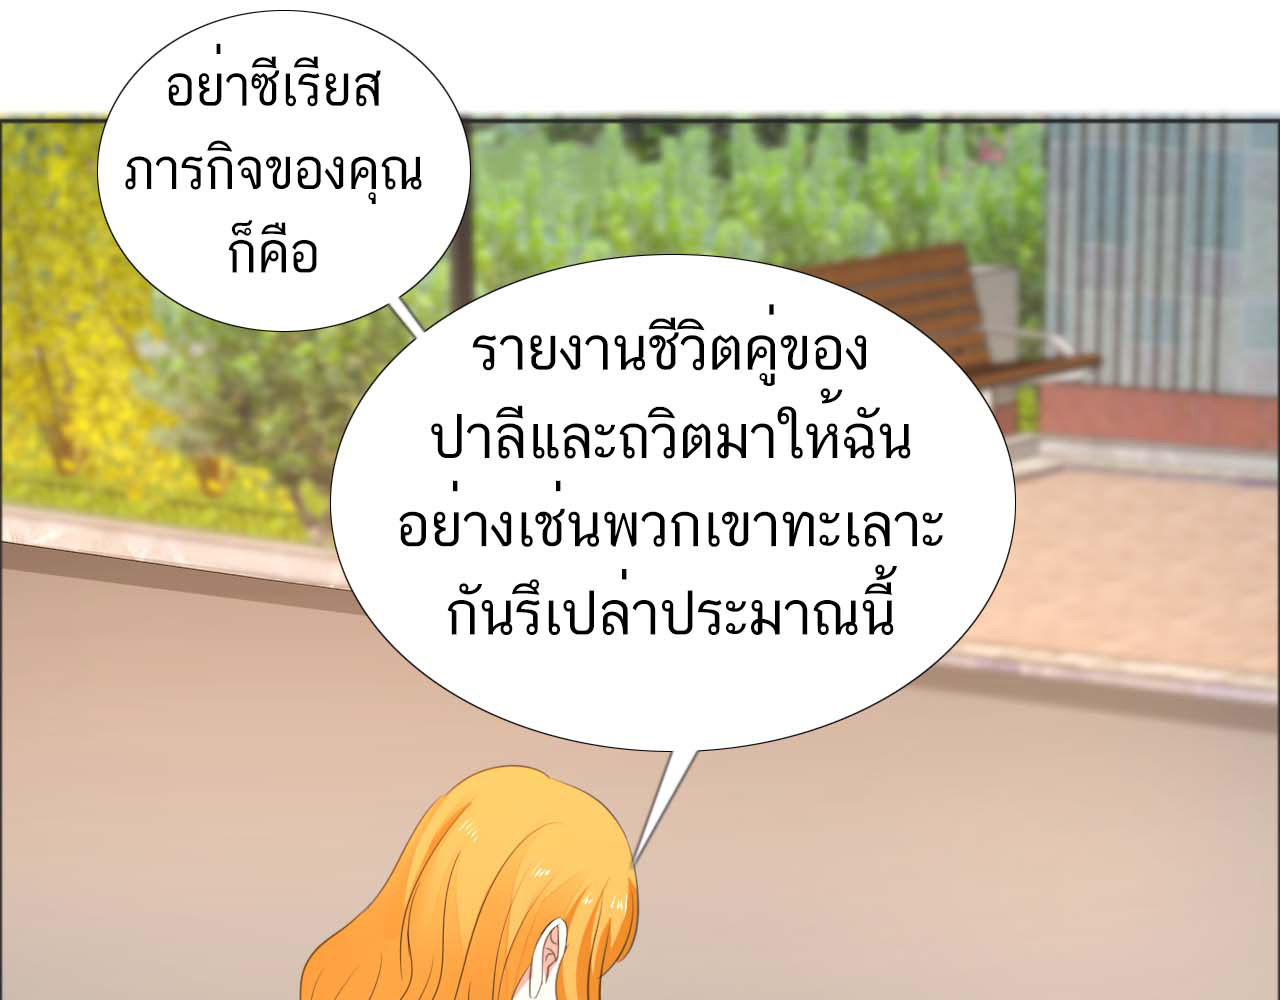 อย่าซีเรียส
ภารกิจของคุณ
ก็คือ
รายงานชีวิตคู่ของ
ปาลีและถวิตมาให้ฉัน
อย่างเช่นพวกเขาทะเลาะ
กันรึเปล่าประมาณนี้